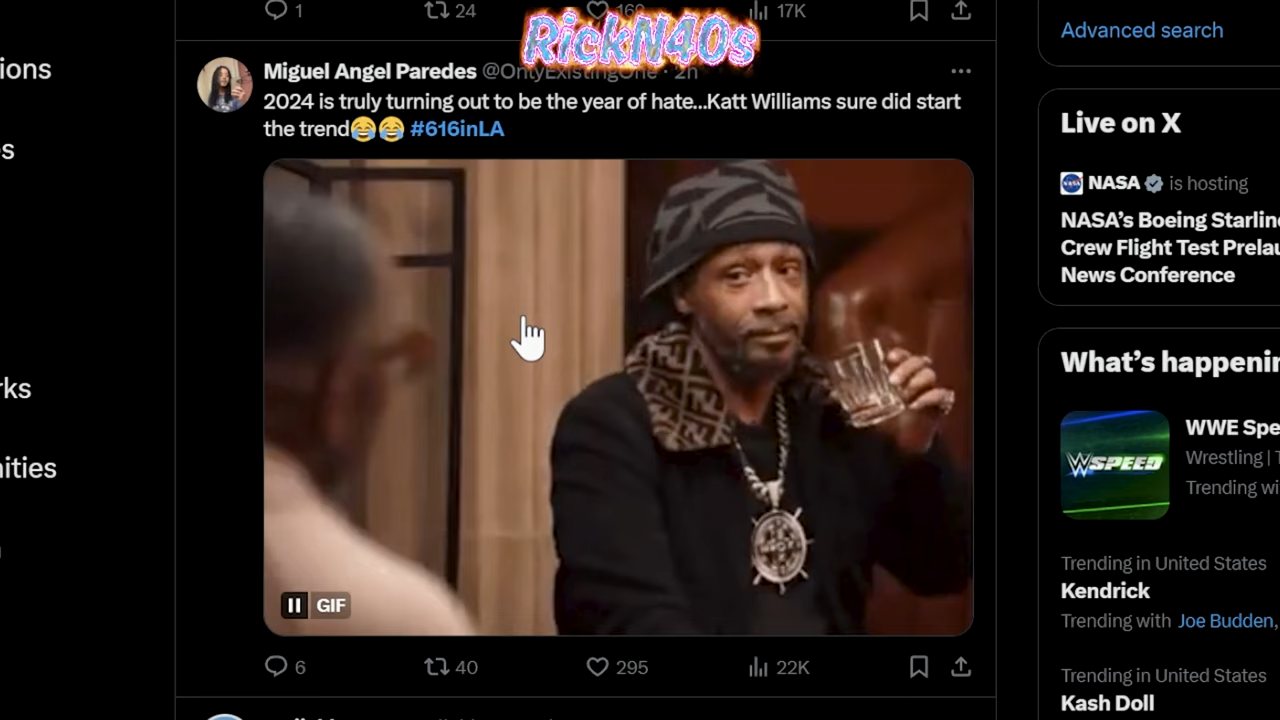 1
24
169
17K
RickN40s
Advanced search
ions
Miguel Angel Paredes @OnlyExistingOne · 2h
2024 is truly turning out to be the year of hate...Katt Williams sure did start
the trend😂😂 #616inLA
s
rks
ities
GIF
6
40
295
22K
Live on X
NASA is hosting
NASA's Boeing Starlin
Crew Flight Test Prelau
News Conference
What's happenin
WSPEED
WWE Spe
Wrestling | T
Trending wi
Trending in United States
Kendrick
Trending with Joe Budden,
Trending in United States
Kash Doll